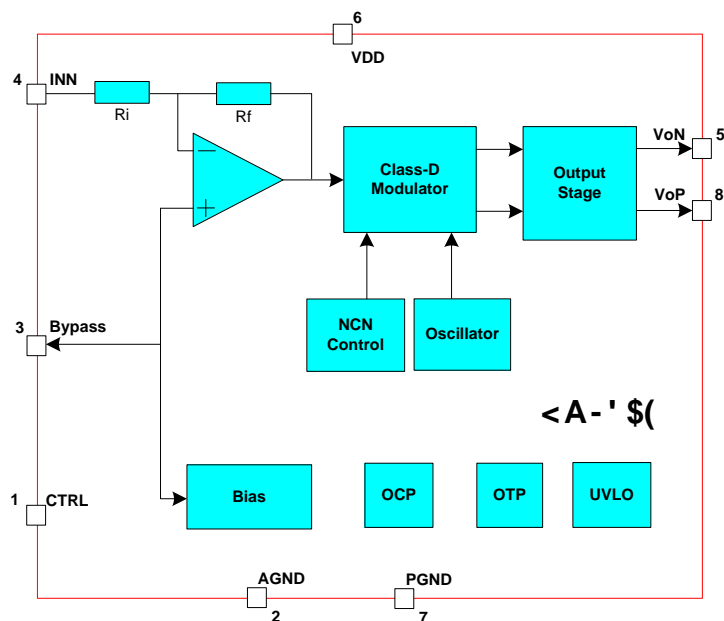 6
VDD
4 INN
Ri
Rf
Class-D
Modulator
Output
Stage
VoN 5
VoP 8
3 Bypass
NCN
Control
Oscillator
<A-'$(
1 CTRL
Bias
OCP
OTP
UVLO
AGND
2
PGND
7